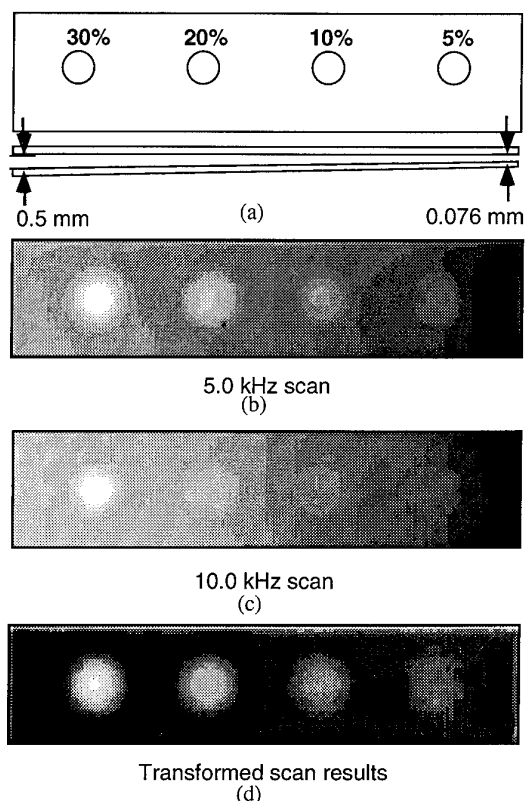 30% 20% 10% 5%
0.5 mm (a) 0.076 mm
5.0 kHz scan
(b)
10.0 kHz scan
(c)
Transformed scan results
(d)